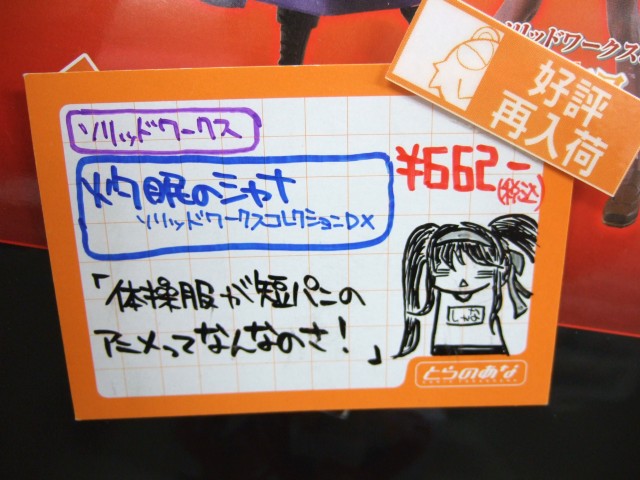 ソリッドワークス
好評
再入荷
ソリッドワークス
灼眼のシャナ
ソリッドワークスコレクションDX
¥662-
税込
「体操服が短パンの
アニメってなんなのさ!」
しゃな
とらのあな